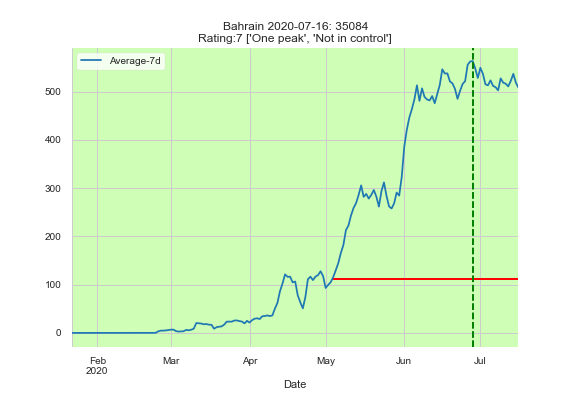 Bahrain 2020-07-16: 35084
Rating:7 ['One peak', 'Not in control']
Average-7d
500
400
300
200
100
0
Feb
2020
Mar
Apr
May
Jun
Jul
Date